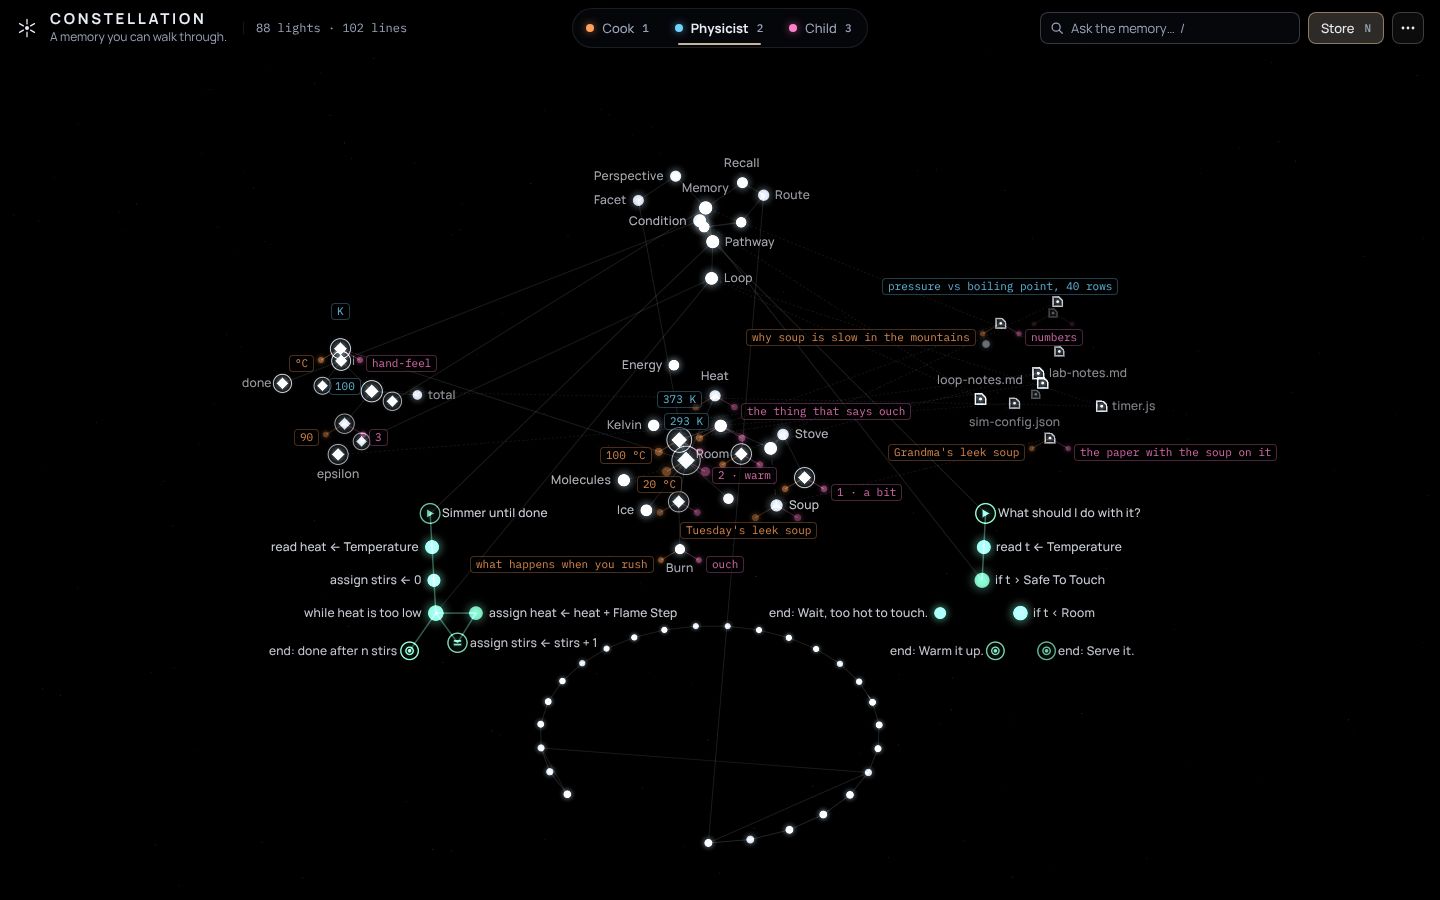 CONSTELLATION
A memory you can walk through.
88 lights · 102 lines
Cook 1
Physicist 2
Child 3
Ask the memory… /
Store N
Recall
Perspective
Memory
Facet
Route
Condition
Pathway
Loop
pressure vs boiling point, 40 rows
K
why soup is slow in the mountains
numbers
°C
i
hand-feel
Energy
Heat
done
100
total
373 K
lab-notes.md
loop-notes.md
the thing that says ouch
timer.js
293 K
sim-config.json
Kelvin
Stove
90
3
100 °C
Room
Grandma's leek soup
the paper with the soup on it
epsilon
Molecules
2 · warm
20 °C
1 · a bit
Ice
Soup
Simmer until done
What should I do with it?
Tuesday's leek soup
read heat ← Temperature
read t ← Temperature
what happens when you rush
Burn
ouch
assign stirs ← 0
if t > Safe To Touch
while heat is too low
assign heat ← heat + Flame Step
end: Wait, too hot to touch.
if t < Room
assign stirs ← stirs + 1
end: done after n stirs
end: Warm it up.
end: Serve it.